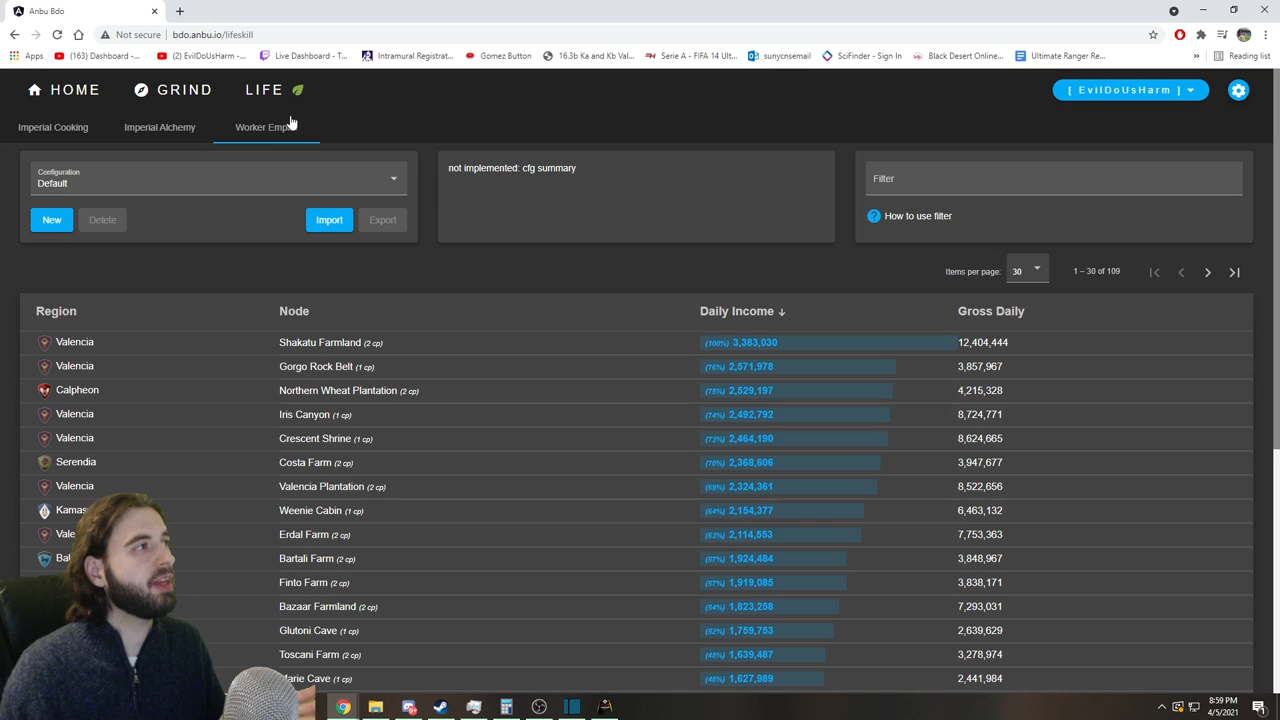 Anbu Bdo
Not secure | bdo.anbu.io/lifeskill
Apps (163) Dashboard -... (2) EvilDoUsHarm -... Live Dashboard - T... Intramural Registrat... Gomez Button 16.3b Ka and Kb Val... Serie A - FIFA 14 Ult... sunycnsemail SciFinder - Sign In Black Desert Online... Ultimate Ranger Re... » Reading list
HOME GRIND LIFE [ EvilDoUsHarm ]
Imperial Cooking Imperial Alchemy Worker Emp
Configuration
Default
not implemented: cfg summary
Filter
New Delete Import Export
? How to use filter
Items per page: 30 1 – 30 of 109
Region Node Daily Income ↓ Gross Daily
Valencia Shakatu Farmland (2 cp) (100%) 3,383,030 12,404,444
Valencia Gorgo Rock Belt (1 cp) (76%) 2,571,978 3,857,967
Calpheon Northern Wheat Plantation (2 cp) (75%) 2,529,197 4,215,328
Valencia Iris Canyon (1 cp) (74%) 2,492,792 8,724,771
Valencia Crescent Shrine (1 cp) (73%) 2,464,190 8,624,665
Serendia Costa Farm (2 cp) (70%) 2,368,606 3,947,677
Valencia Valencia Plantation (2 cp) (69%) 2,324,361 8,522,656
Kamas Weenie Cabin (1 cp) (64%) 2,154,377 6,463,132
Vale Erdal Farm (2 cp) (63%) 2,114,553 7,753,363
Bal Bartali Farm (2 cp) (57%) 1,924,484 3,848,967
Finto Farm (2 cp) (57%) 1,919,085 3,838,171
Bazaar Farmland (2 cp) (54%) 1,823,258 7,293,031
Glutoni Cave (1 cp) (52%) 1,759,753 2,639,629
Toscani Farm (2 cp) (48%) 1,639,487 3,278,974
Marie Cave (1 cp) (48%) 1,627,989 2,441,984
8:59 PM
4/5/2021